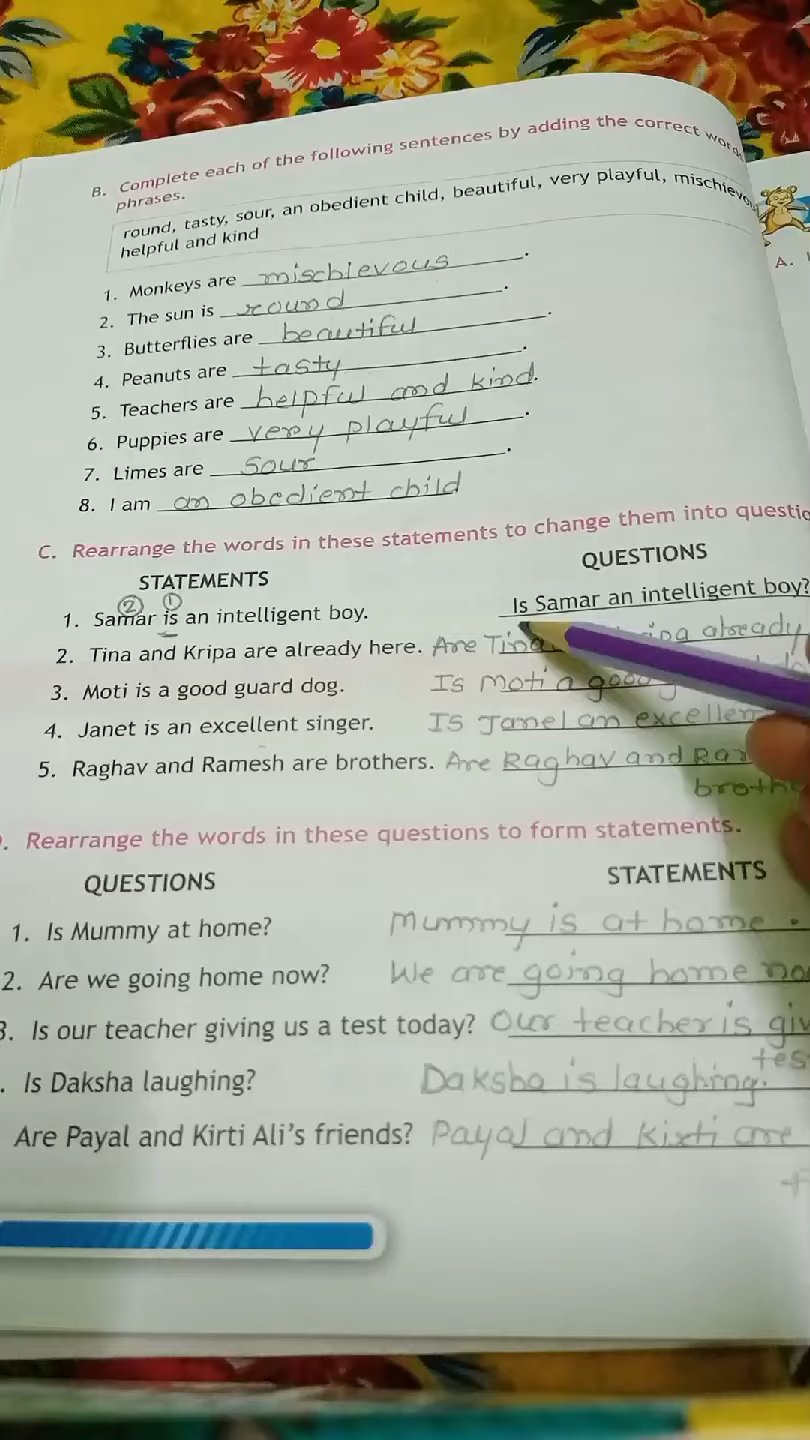 B. Complete each of the following sentences by adding the correct
phrases.
round, tasty, sour, an obedient child, beautiful, very playful,
helpful and kind
1. Monkeys are mischievous.
2. The sun is round.
3. Butterflies are beautiful.
4. Peanuts are tasty.
5. Teachers are helpful and kind.
6. Puppies are very playful.
7. Limes are sour.
8. I am an obedient child
A.
C. Rearrange the words in these statements to change them into
STATEMENTS QUESTIONS
2 1
1. Samar is an intelligent boy. Is Samar an intelligent boy?
2. Tina and Kripa are already here. Are Tina already
3. Moti is a good guard dog. Is Moti a good
4. Janet is an excellent singer. Is Janet an
5. Raghav and Ramesh are brothers. Are Raghav and
. Rearrange the words in these questions to form statements.
QUESTIONS STATEMENTS
1. Is Mummy at home? Mummy is at home.
2. Are we going home now? We are going home
3. Is our teacher giving us a test today? Our teacher is
. Is Daksha laughing? Daksha is laughing.
Are Payal and Kirti Ali's friends? Payal and Kirti are